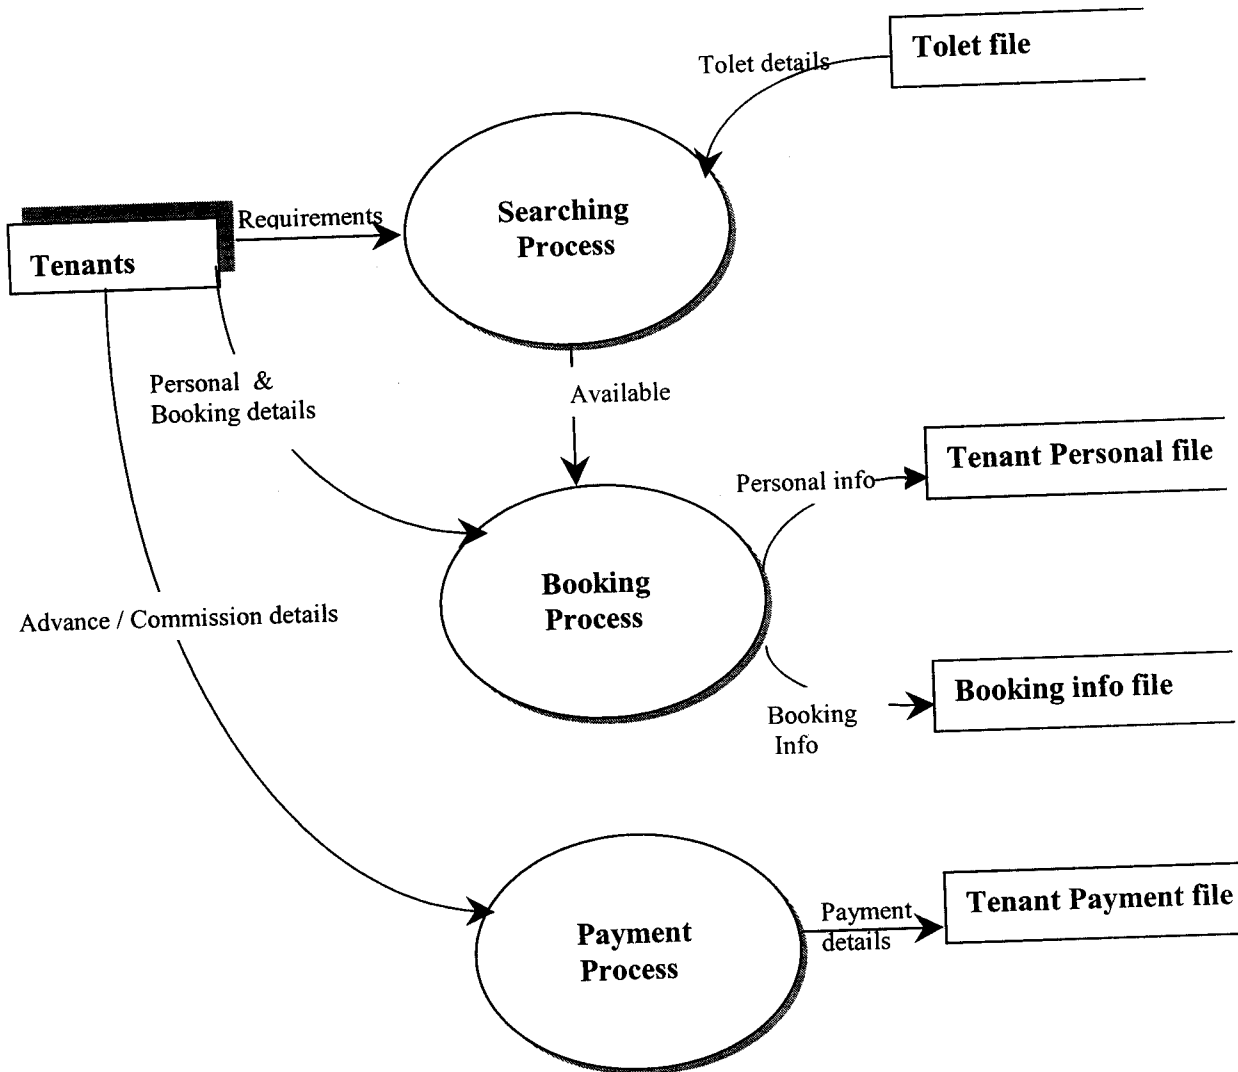 Tolet file
Tolet details
Searching
Process
Requirements
Tenants
Personal &
Booking details
Available
Tenant Personal file
Personal info
Booking
Process
Advance / Commission details
Booking info file
Booking
Info
Tenant Payment file
Payment
details
Payment
Process